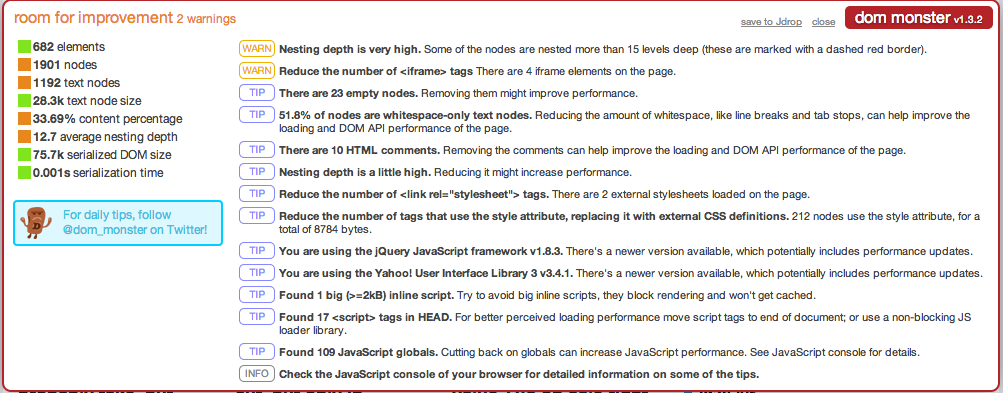 room for improvement 2 warnings
save to Jdrop close
dom monster v1.3.2
682 elements
1901 nodes
1192 text nodes
28.3k text node size
33.69% content percentage
12.7 average nesting depth
75.7k serialized DOM size
0.001s serialization time
For daily tips, follow
@dom_monster on Twitter!
WARN Nesting depth is very high. Some of the nodes are nested more than 15 levels deep (these are marked with a dashed red border).
WARN Reduce the number of <iframe> tags There are 4 iframe elements on the page.
TIP There are 23 empty nodes. Removing them might improve performance.
TIP 51.8% of nodes are whitespace-only text nodes. Reducing the amount of whitespace, like line breaks and tab stops, can help improve the
loading and DOM API performance of the page.
TIP There are 10 HTML comments. Removing the comments can help improve the loading and DOM API performance of the page.
TIP Nesting depth is a little high. Reducing it might increase performance.
TIP Reduce the number of <link rel="stylesheet"> tags. There are 2 external stylesheets loaded on the page.
TIP Reduce the number of tags that use the style attribute, replacing it with external CSS definitions. 212 nodes use the style attribute, for a
total of 8784 bytes.
TIP You are using the jQuery JavaScript framework v1.8.3. There's a newer version available, which potentially includes performance updates.
TIP You are using the Yahoo! User Interface Library 3 v3.4.1. There's a newer version available, which potentially includes performance updates.
TIP Found 1 big (>=2kB) inline script. Try to avoid big inline scripts, they block rendering and won't get cached.
TIP Found 17 <script> tags in HEAD. For better perceived loading performance move script tags to end of document; or use a non-blocking JS
loader library.
TIP Found 109 JavaScript globals. Cutting back on globals can increase JavaScript performance. See JavaScript console for details.
INFO Check the JavaScript console of your browser for detailed information on some of the tips.